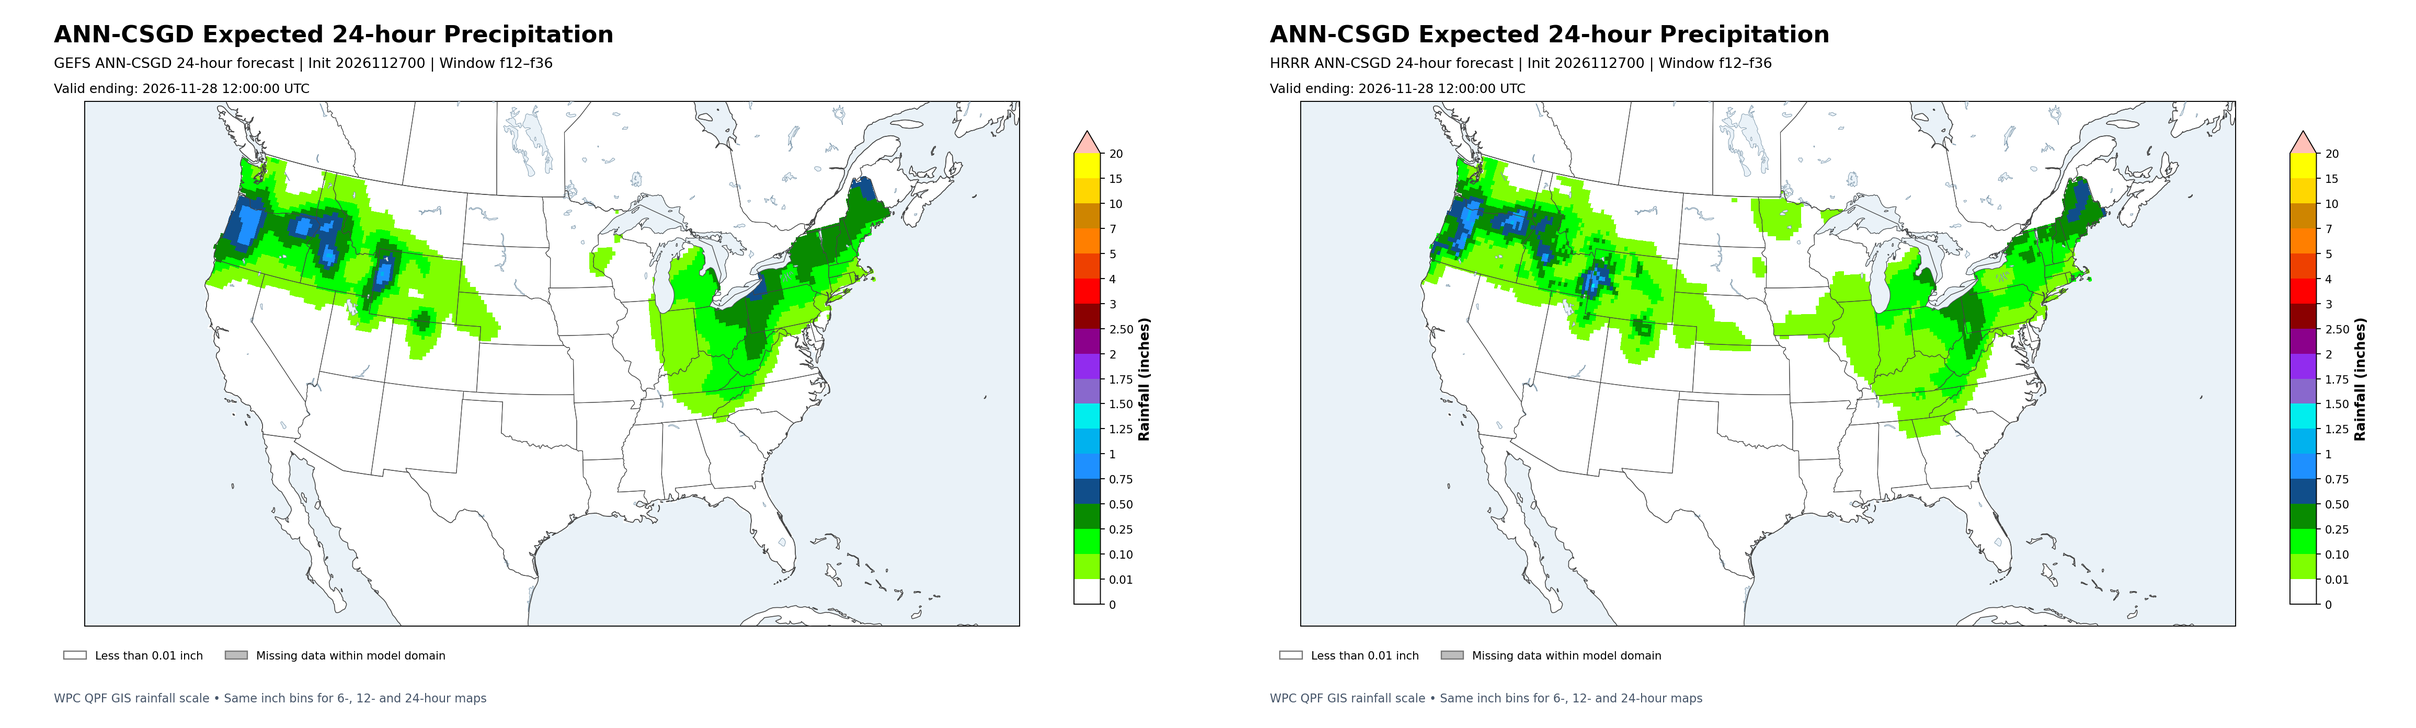 ANN-CSGD Expected 24-hour Precipitation
GEFS ANN-CSGD 24-hour forecast | Init 2026112700 | Window f12–f36
Valid ending: 2026-11-28 12:00:00 UTC
20
15
10
7
5
4
3
2.50
2
1.75
1.50
1.25
1
0.75
0.50
0.25
0.10
0.01
0
Rainfall (inches)
Less than 0.01 inch
Missing data within model domain
WPC QPF GIS rainfall scale • Same inch bins for 6-, 12- and 24-hour maps
ANN-CSGD Expected 24-hour Precipitation
HRRR ANN-CSGD 24-hour forecast | Init 2026112700 | Window f12–f36
Valid ending: 2026-11-28 12:00:00 UTC
20
15
10
7
5
4
3
2.50
2
1.75
1.50
1.25
1
0.75
0.50
0.25
0.10
0.01
0
Rainfall (inches)
Less than 0.01 inch
Missing data within model domain
WPC QPF GIS rainfall scale • Same inch bins for 6-, 12- and 24-hour maps